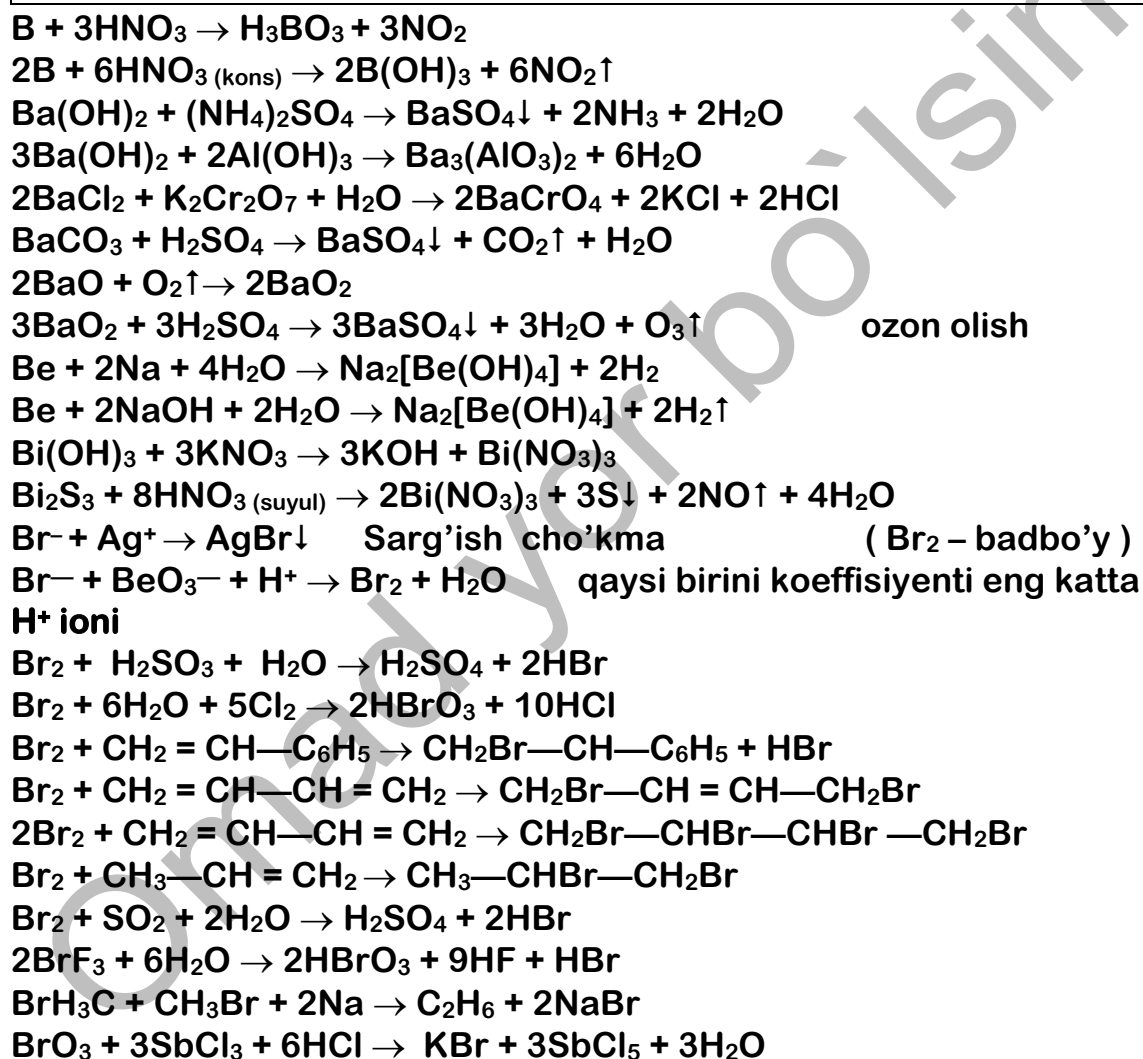 B + 3HNO₃ → H₃BO₃ + 3NO₂
2B + 6HNO₃ (kons) → 2B(OH)₃ + 6NO₂↑
Ba(OH)₂ + (NH₄)₂SO₄ → BaSO₄↓ + 2NH₃ + 2H₂O
3Ba(OH)₂ + 2Al(OH)₃ → Ba₃(AlO₃)₂ + 6H₂O
2BaCl₂ + K₂Cr₂O₇ + H₂O → 2BaCrO₄ + 2KCl + 2HCl
BaCO₃ + H₂SO₄ → BaSO₄↓ + CO₂↑ + H₂O
2BaO + O₂↑→ 2BaO₂
3BaO₂ + 3H₂SO₄ → 3BaSO₄↓ + 3H₂O + O₃↑ ozon olish
Be + 2Na + 4H₂O → Na₂[Be(OH)₄] + 2H₂
Be + 2NaOH + 2H₂O → Na₂[Be(OH)₄] + 2H₂↑
Bi(OH)₃ + 3KNO₃ → 3KOH + Bi(NO₃)₃
Bi₂S₃ + 8HNO₃ (suyul) → 2Bi(NO₃)₃ + 3S↓ + 2NO↑ + 4H₂O
Br⁻ + Ag⁺ → AgBr↓ Sarg’ish cho’kma ( Br₂ – badbo’y )
Br— + BeO₃— + H⁺ → Br₂ + H₂O qaysi birini koeffisiyenti eng katta
H⁺ ioni
Br₂ + H₂SO₃ + H₂O → H₂SO₄ + 2HBr
Br₂ + 6H₂O + 5Cl₂ → 2HBrO₃ + 10HCl
Br₂ + CH₂ = CH—C₆H₅ → CH₂Br—CH—C₆H₅ + HBr
Br₂ + CH₂ = CH—CH = CH₂ → CH₂Br—CH = CH—CH₂Br
2Br₂ + CH₂ = CH—CH = CH₂ → CH₂Br—CHBr—CHBr —CH₂Br
Br₂ + CH₃—CH = CH₂ → CH₃—CHBr—CH₂Br
Br₂ + SO₂ + 2H₂O → H₂SO₄ + 2HBr
2BrF₃ + 6H₂O → 2HBrO₃ + 9HF + HBr
BrH₃C + CH₃Br + 2Na → C₂H₆ + 2NaBr
BrO₃ + 3SbCl₃ + 6HCl → KBr + 3SbCl₅ + 3H₂O
Omad yor bo`lsin